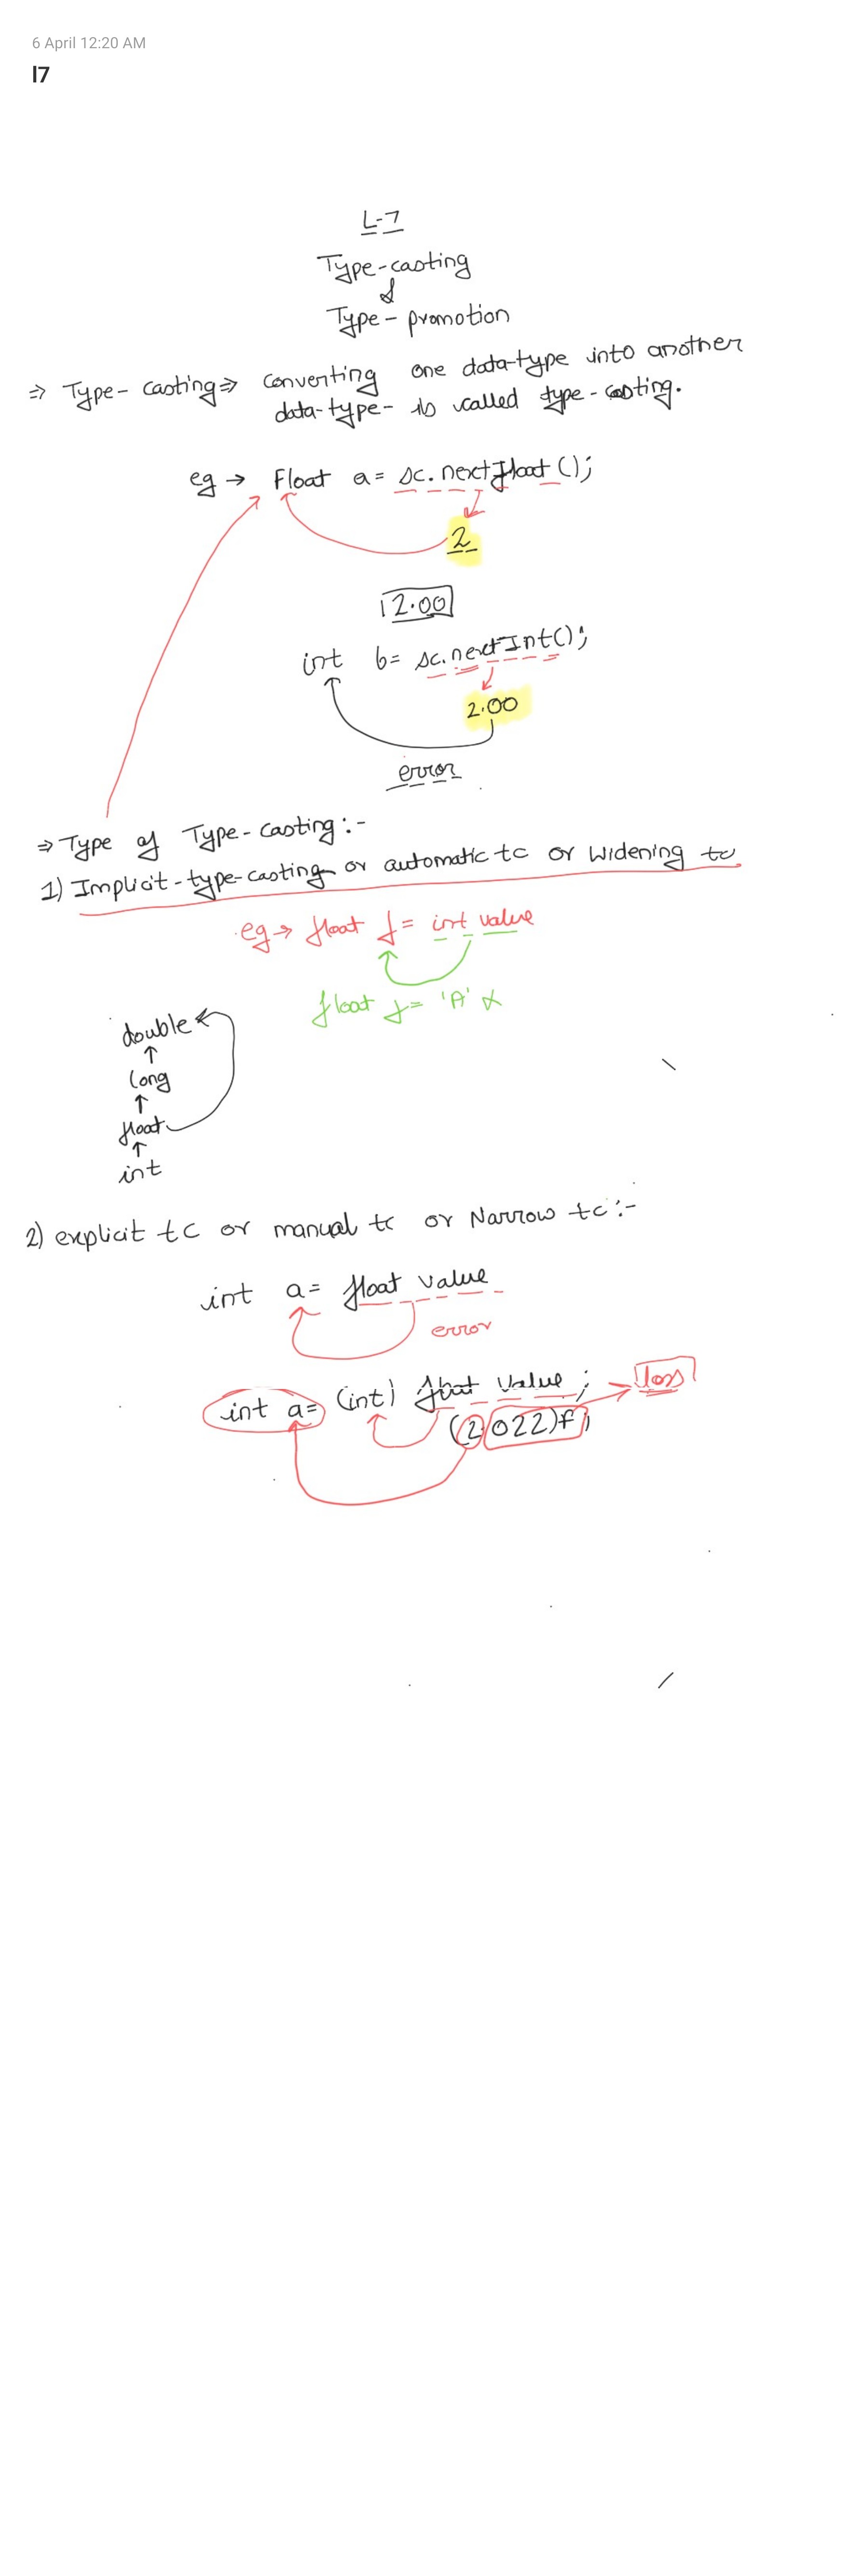 6 April 12:20 AM
l7
L-7
Type-casting
&
Type - promotion
⇒ Type - casting ⇒ converting one data-type into another
data-type - is called type-casting.
eg → Float a = sc.nextfloat();
2
2.00
int b = sc.nextInt();
2.00
error
⇒ Type of Type-casting :-
1) Implicit-type-casting or automatic tc or widening tc
eg → float f = int value
float f = 'A' x
double
↑
long
↑
float
↑
int
2) explicit tc or manual tc or Narrow tc :-
int a = float value
error
int a = (int) float value ; loss
(2.022)f;